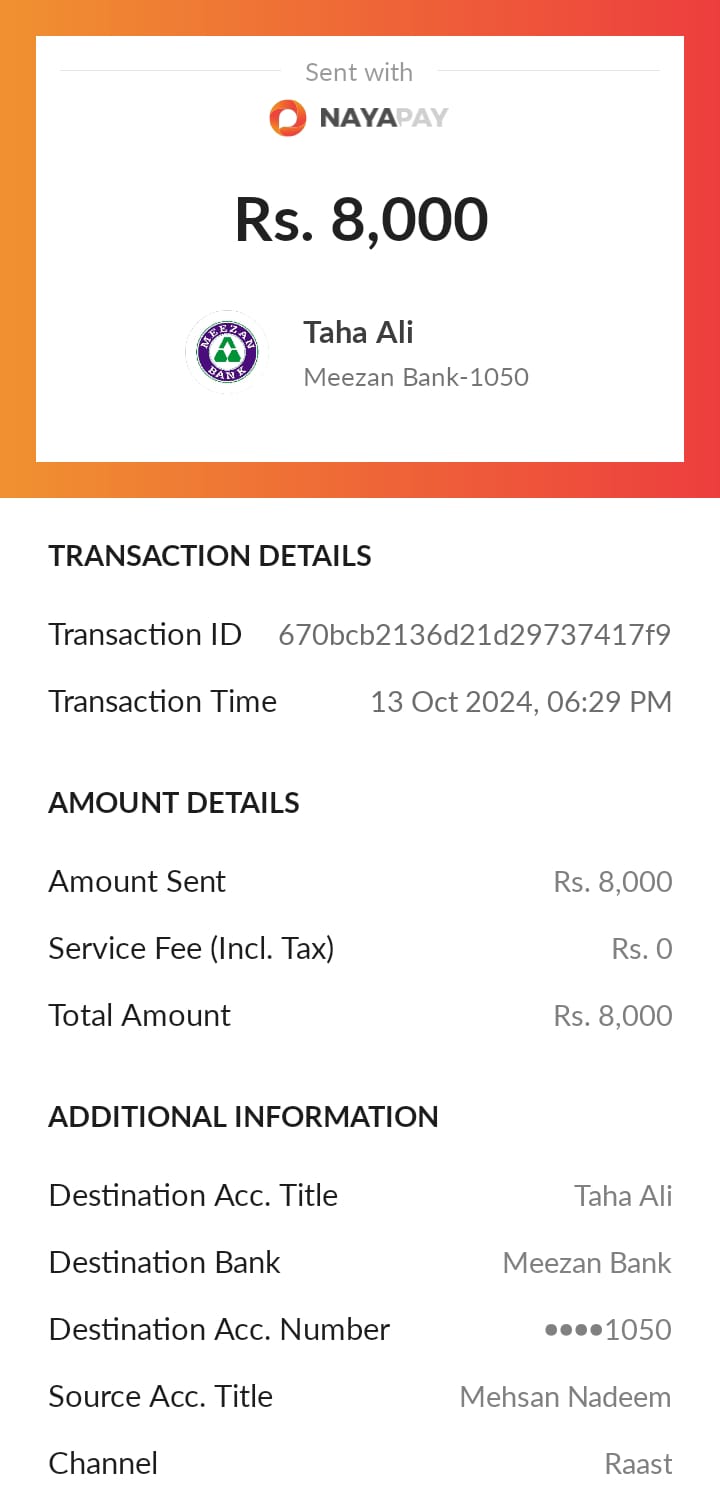 Sent with
NAYAPAY
Rs. 8,000
MEEZAN BANK
Taha Ali
Meezan Bank-1050
TRANSACTION DETAILS
Transaction ID 670bcb2136d21d29737417f9
Transaction Time 13 Oct 2024, 06:29 PM
AMOUNT DETAILS
Amount Sent Rs. 8,000
Service Fee (Incl. Tax) Rs. 0
Total Amount Rs. 8,000
ADDITIONAL INFORMATION
Destination Acc. Title Taha Ali
Destination Bank Meezan Bank
Destination Acc. Number ••••1050
Source Acc. Title Mehsan Nadeem
Channel Raast